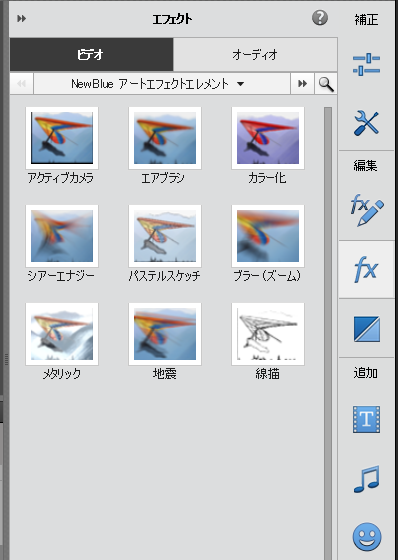 エフェクト
?
補正
ビデオ
オーディオ
NewBlue アートエフェクトエレメント
アクティブカメラ
エアブラシ
カラー化
編集
fx
シアーエナジー
パステルスケッチ
ブラー(ズーム)
fx
メタリック
地震
線描
追加
T